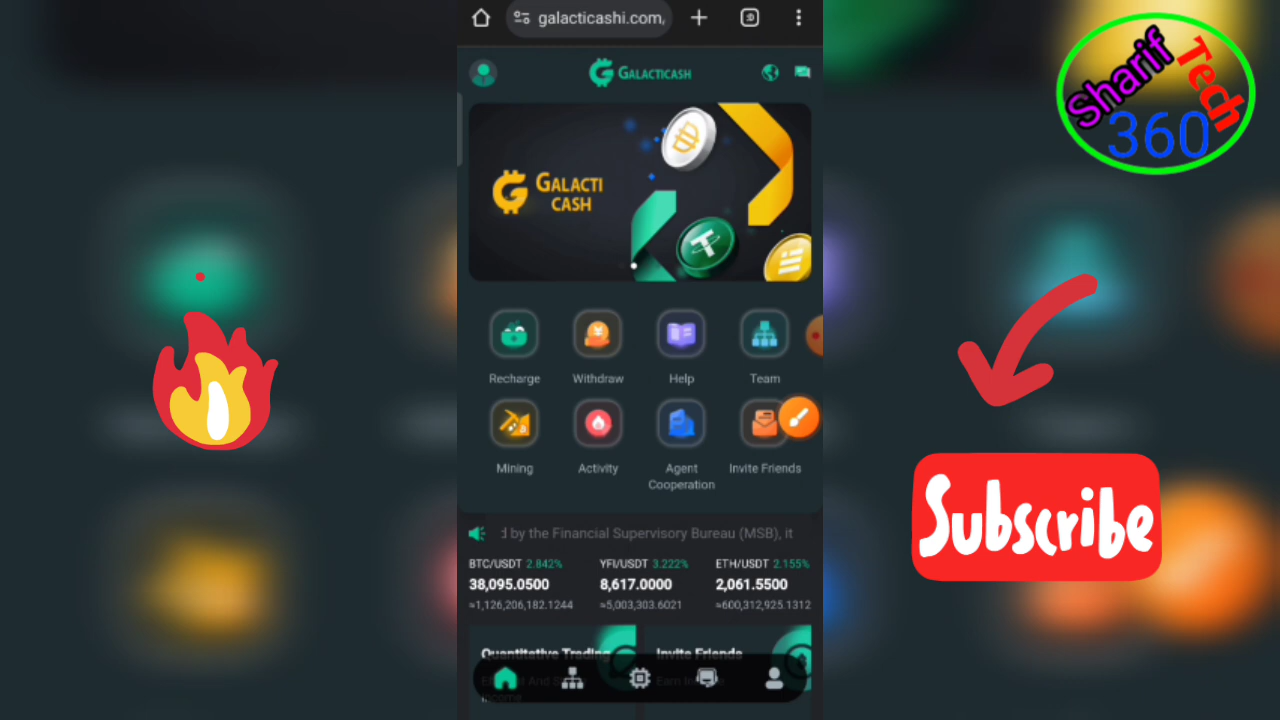 galacticashi.com,
:D
GALACTICASH
GALACTI
CASH
Recharge
Withdraw
Help
Team
Mining
Activity
Agent
Cooperation
Invite Friends
d by the Financial Supervisory Bureau (MSB), it
BTC/USDT 2.842%
38,095.0500
≈1,126,206,182.1244
YFI/USDT 3.222%
8,617.0000
≈5,003,303.6021
ETH/USDT 2.155%
2,061.5500
≈600,312,925.1312
Quantitative Trading
Invite Friends
Income
Sharif
Tech
360
Subscribe